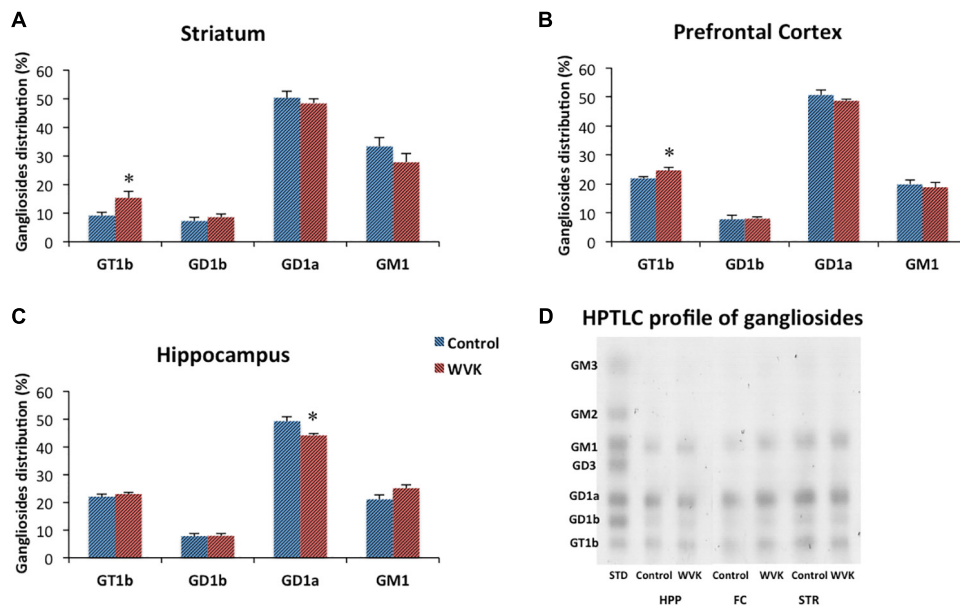 A
Striatum
Gangliosides distribution (%)
60
50
40
30
20
10
0
*
GT1b GD1b GD1a GM1
B
Prefrontal Cortex
Gangliosides distribution (%)
60
50
40
30
20
10
0
*
GT1b GD1b GD1a GM1
C
Hippocampus
Control
WVK
Gangliosides distribution (%)
60
50
40
30
20
10
0
*
GT1b GD1b GD1a GM1
D HPTLC profile of gangliosides
GM3
GM2
GM1
GD3
GD1a
GD1b
GT1b
STD Control WVK Control WVK Control WVK
HPP FC STR